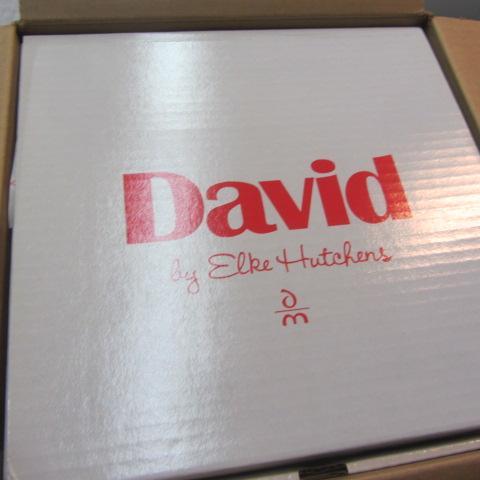 David
by Elke Hutchens
∂
m